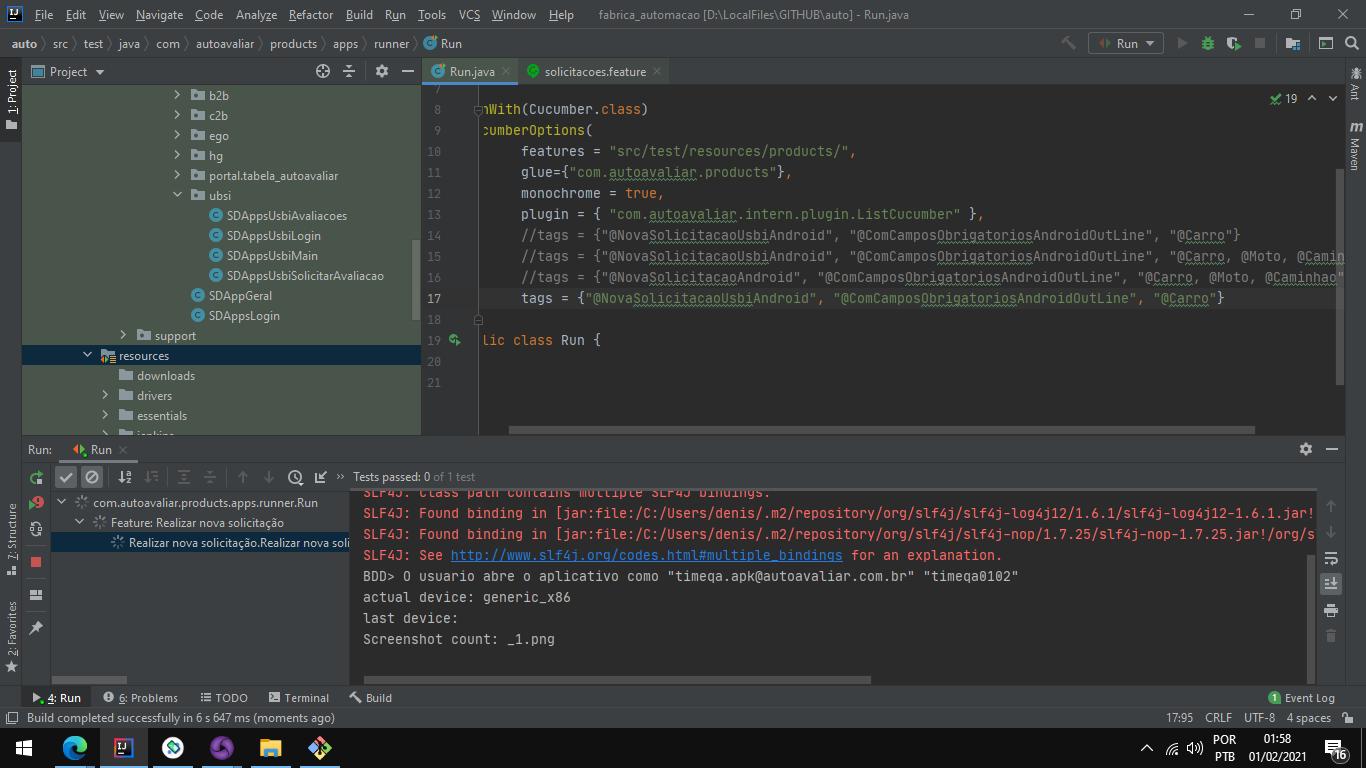 File Edit View Navigate Code Analyze Refactor Build Run Tools VCS Window Help fabrica_automacao [D:\LocalFiles\GITHUB\auto] - Run.java
auto src test java com autoavaliar products apps runner Run
Run
1: Project
Project
Run.java
solicitacoes.feature
Ant
Maven
b2b
c2b
ego
hg
portal.tabela_autoavaliar
ubsi
SDAppsUsbiAvaliacoes
SDAppsUsbiLogin
SDAppsUsbiMain
SDAppsUsbiSolicitarAvaliacao
SDAppGeral
SDAppsLogin
support
resources
downloads
drivers
essentials
19
7
8 nWith(Cucumber.class)
9 cumberOptions(
10 features = "src/test/resources/products/",
11 glue={"com.autoavaliar.products"},
12 monochrome = true,
13 plugin = { "com.autoavaliar.intern.plugin.ListCucumber" },
14 //tags = {"@NovaSolicitacaoUsbiAndroid", "@ComCamposObrigatoriosAndroidOutLine", "@Carro"}
15 //tags = {"@NovaSolicitacaoUsbiAndroid", "@ComCamposObrigatoriosAndroidOutLine", "@Carro, @Moto, @Camin
16 //tags = {"@NovaSolicitacaoAndroid", "@ComCamposObrigatoriosAndroidOutLine", "@Carro, @Moto, @Caminhao"
17 tags = {"@NovaSolicitacaoUsbiAndroid", "@ComCamposObrigatoriosAndroidOutLine", "@Carro"}
18
19 lic class Run {
20
21
Run: Run
Tests passed: 0 of 1 test
com.autoavaliar.products.apps.runner.Run
Feature: Realizar nova solicitação
Realizar nova solicitação.Realizar nova soli
SLF4J: Class path contains multiple SLF4J bindings.
SLF4J: Found binding in [jar:file:/C:/Users/denis/.m2/repository/org/slf4j/slf4j-log4j12/1.6.1/slf4j-log4j12-1.6.1.jar!
SLF4J: Found binding in [jar:file:/C:/Users/denis/.m2/repository/org/slf4j/slf4j-nop/1.7.25/slf4j-nop-1.7.25.jar!/org/s
SLF4J: See http://www.slf4j.org/codes.html#multiple_bindings for an explanation.
BDD> O usuario abre o aplicativo como "timeqa.apk@autoavaliar.com.br" "timeqa0102"
actual device: generic_x86
last device:
Screenshot count: _1.png
7: Structure
2: Favorites
4: Run 6: Problems TODO Terminal Build 1 Event Log
Build completed successfully in 6 s 647 ms (moments ago) 17:95 CRLF UTF-8 4 spaces
POR
PTB
01:58
01/02/2021
16